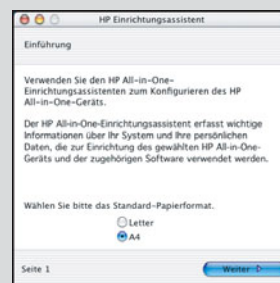 HP Einrichtungsassistent
Einführung
Verwenden Sie den HP All-in-One-
Einrichtungsassistenten zum Konfigurieren des HP
All-in-One-Geräts.
Der HP All-in-One-Einrichtungsassistent erfasst wichtige
Informationen über Ihr System und Ihre persönlichen
Daten, die zur Einrichtung des gewählten HP All-in-One-
Geräts und der zugehörigen Software verwendet werden.
Wählen Sie bitte das Standard-Papierformat.
Letter
A4
Seite 1
Weiter